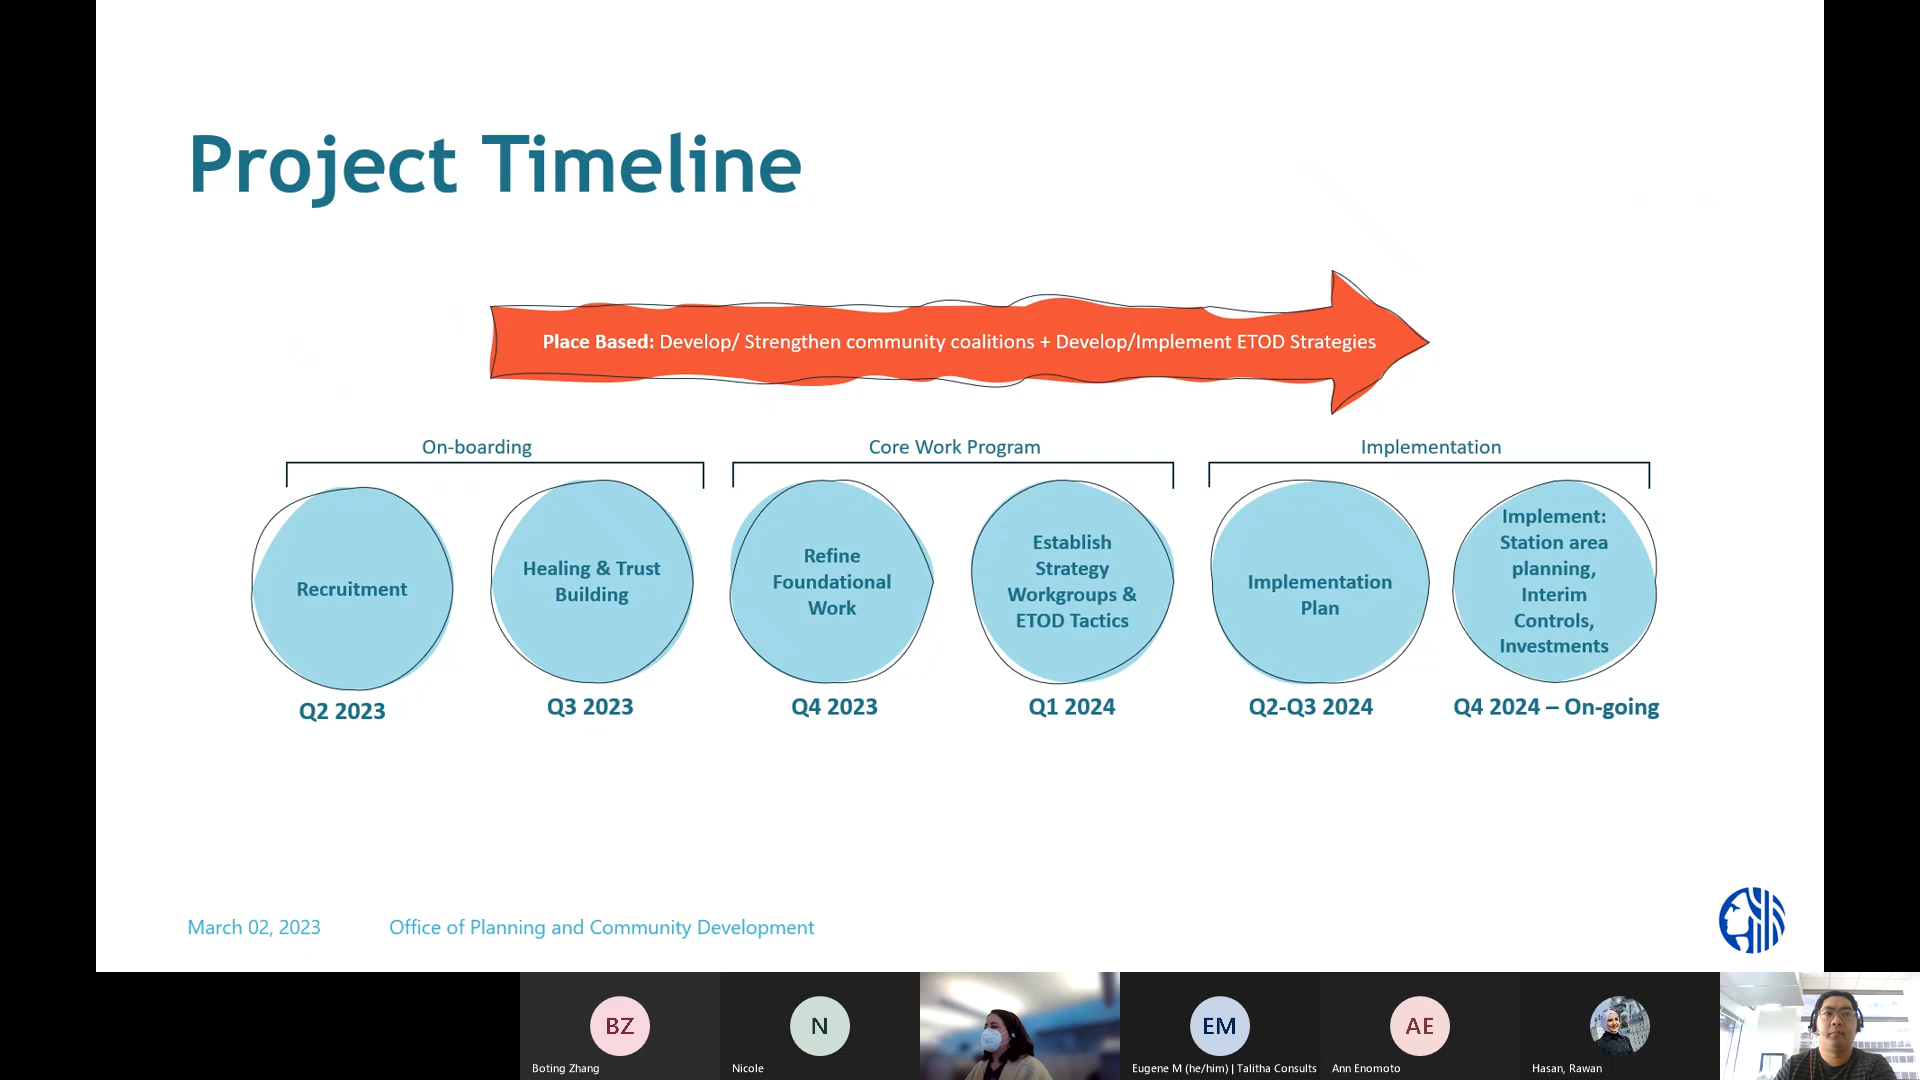 Project Timeline
Place Based: Develop/ Strengthen community coalitions + Develop/Implement ETOD Strategies
On-boarding
Core Work Program
Implementation
Recruitment
Healing & Trust
Building
Refine
Foundational
Work
Establish
Strategy
Workgroups &
ETOD Tactics
Implementation
Plan
Implement:
Station area
planning,
Interim
Controls,
Investments
Q2 2023
Q3 2023
Q4 2023
Q1 2024
Q2-Q3 2024
Q4 2024 – On-going
March 02, 2023
Office of Planning and Community Development
BZ
N
EM
AE
Boting Zhang
Nicole
Eugene M (he/him) | Talitha Consults
Ann Enomoto
Hasan, Rawan